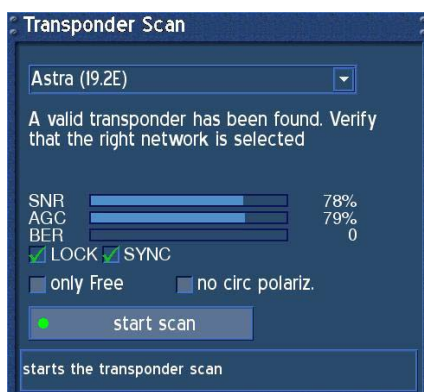 Transponder Scan
Astra (19.2E)
A valid transponder has been found. Verify
that the right network is selected
SNR 78%
AGC 79%
BER 0
LOCK SYNC
only Free no circ polariz.
start scan
starts the transponder scan